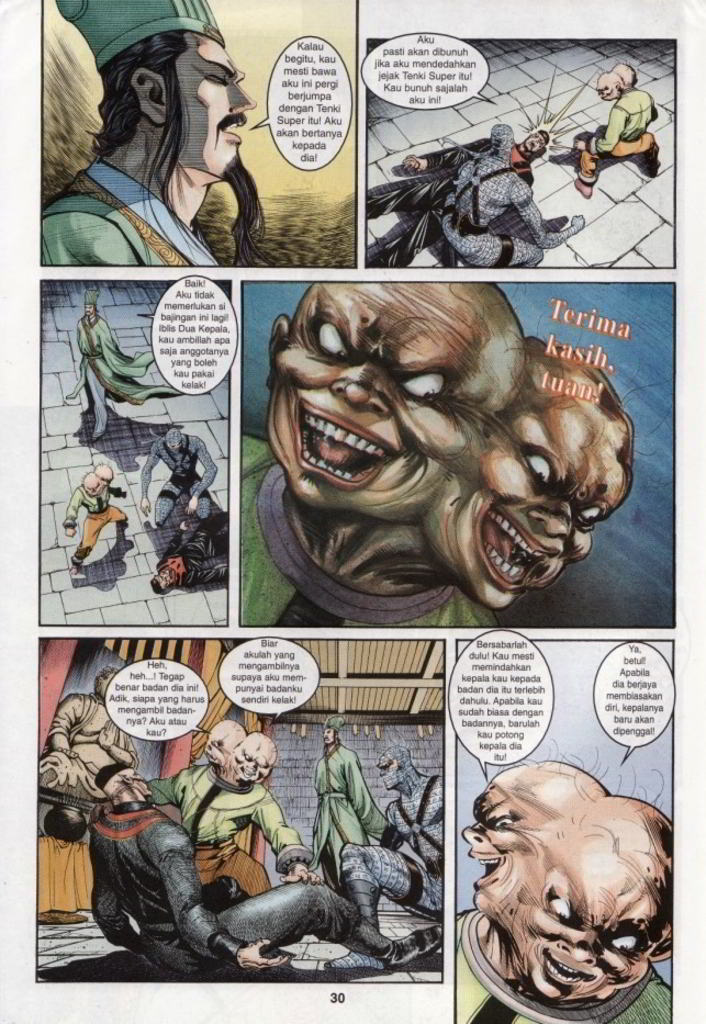 Kalau
begitu, kau
mesti bawa
aku ini pergi
berjumpa
dengan Tenki
Super itu! Aku
akan bertanya
kepada
dia!
Aku
pasti akan dibunuh
jika aku mendedahkan
jejak Tenki Super itu!
Kau bunuh sajalah
aku ini!
Baik!
Aku tidak
memerlukan si
bajingan ini lagi!
Iblis Dua Kepala,
kau ambillah apa
saja anggotanya
yang boleh
kau pakai
kelak!
Terima
kasih,
tuan!
Heh,
heh...! Tegap
benar badan dia ini!
Adik, siapa yang harus
mengambil badan-
nya? Aku atau
kau?
Biar
akulah yang
mengambilnya
supaya aku mem-
punyai badanku
sendiri kelak!
Bersabarlah
dulu! Kau mesti
memindahkan
kepala kau kepada
badan dia itu terlebih
dahulu. Apabila kau
sudah biasa dengan
badannya, barulah
kau potong
kepala dia
itu!
Ya,
betul!
Apabila
dia berjaya
membiasakan
diri, kepalanya
baru akan
dipenggal!
30